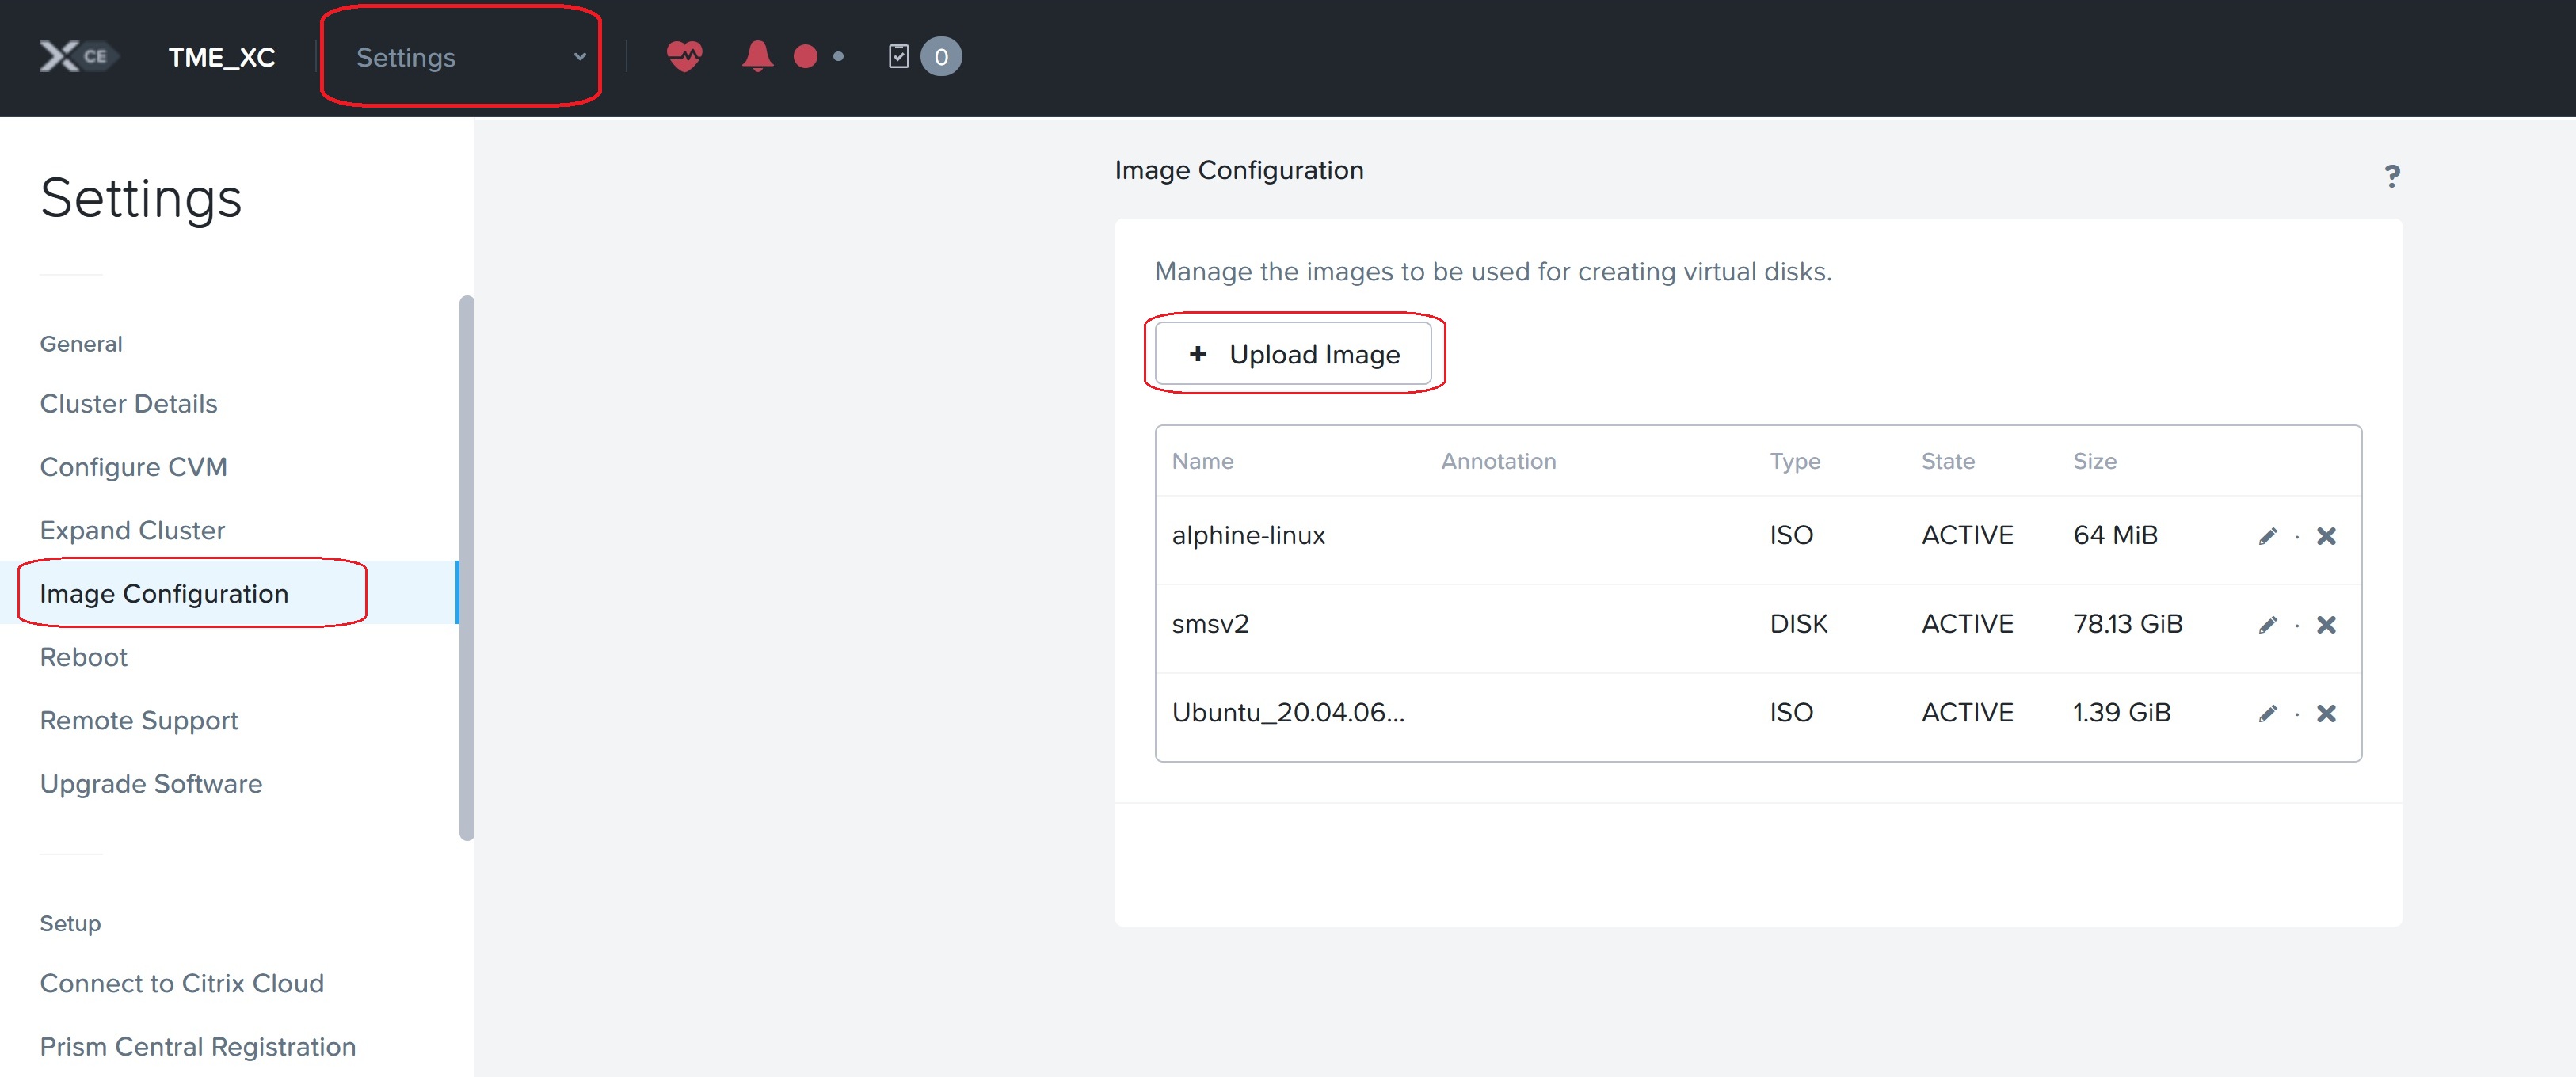 X CE TME_XC Settings 0
Settings
General
Cluster Details
Configure CVM
Expand Cluster
Image Configuration
Reboot
Remote Support
Upgrade Software
Setup
Connect to Citrix Cloud
Prism Central Registration
Image Configuration ?
Manage the images to be used for creating virtual disks.
+ Upload Image
Name Annotation Type State Size
alphine-linux ISO ACTIVE 64 MiB
smsv2 DISK ACTIVE 78.13 GiB
Ubuntu_20.04.06... ISO ACTIVE 1.39 GiB